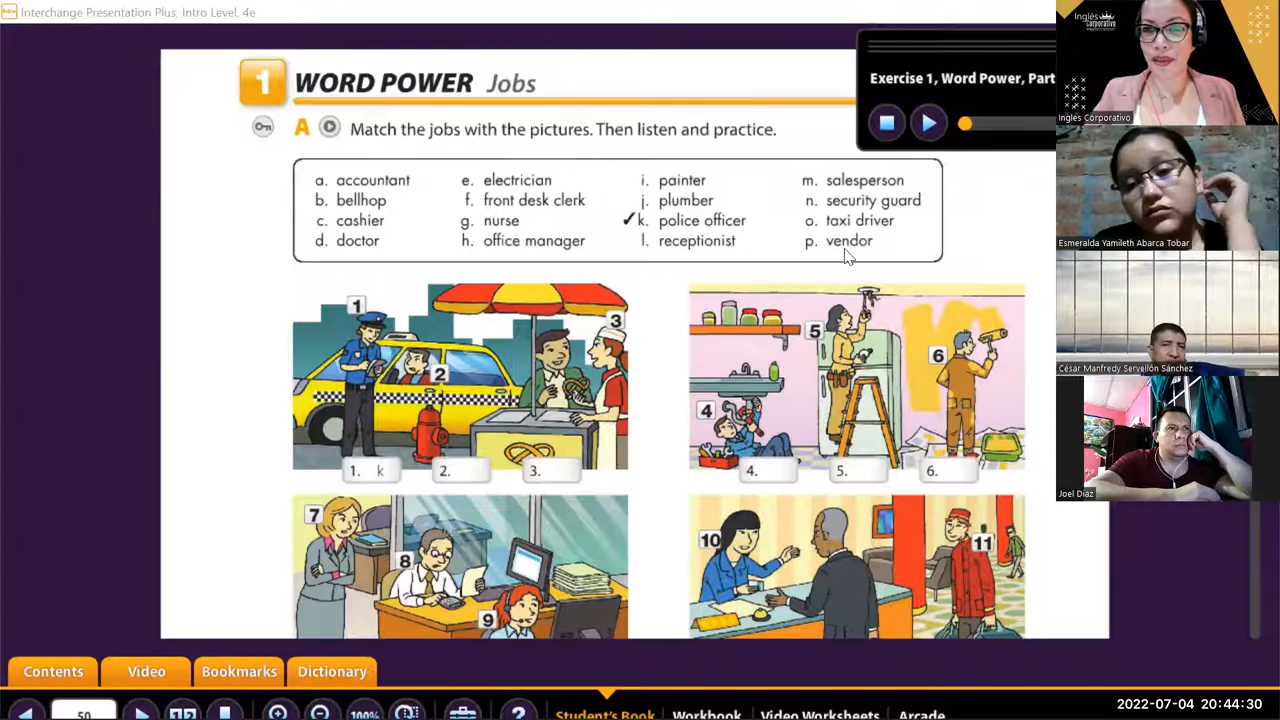 Interchange Presentation Plus, Intro Level, 4e
1 WORD POWER Jobs
A Match the jobs with the pictures. Then listen and practice.
Exercise 1, Word Power, Part
a. accountant
b. bellhop
c. cashier
d. doctor
e. electrician
f. front desk clerk
g. nurse
h. office manager
i. painter
j. plumber
✓k. police officer
l. receptionist
m. salesperson
n. security guard
o. taxi driver
p. vendor
1
2
3
1. k
2.
3.
4
5
6
4.
5.
6.
7
8
9
10
11
Inglés
Corporativo
Inglés Corporativo
Esmeralda Yamileth Abarca Tobar
César Manfredy Servellón Sánchez
Joel Diaz
Contents
Video
Bookmarks
Dictionary
50
100%
?
Student's Book
Workbook
Video Worksheets
Arcade
2022-07-04 20:44:30